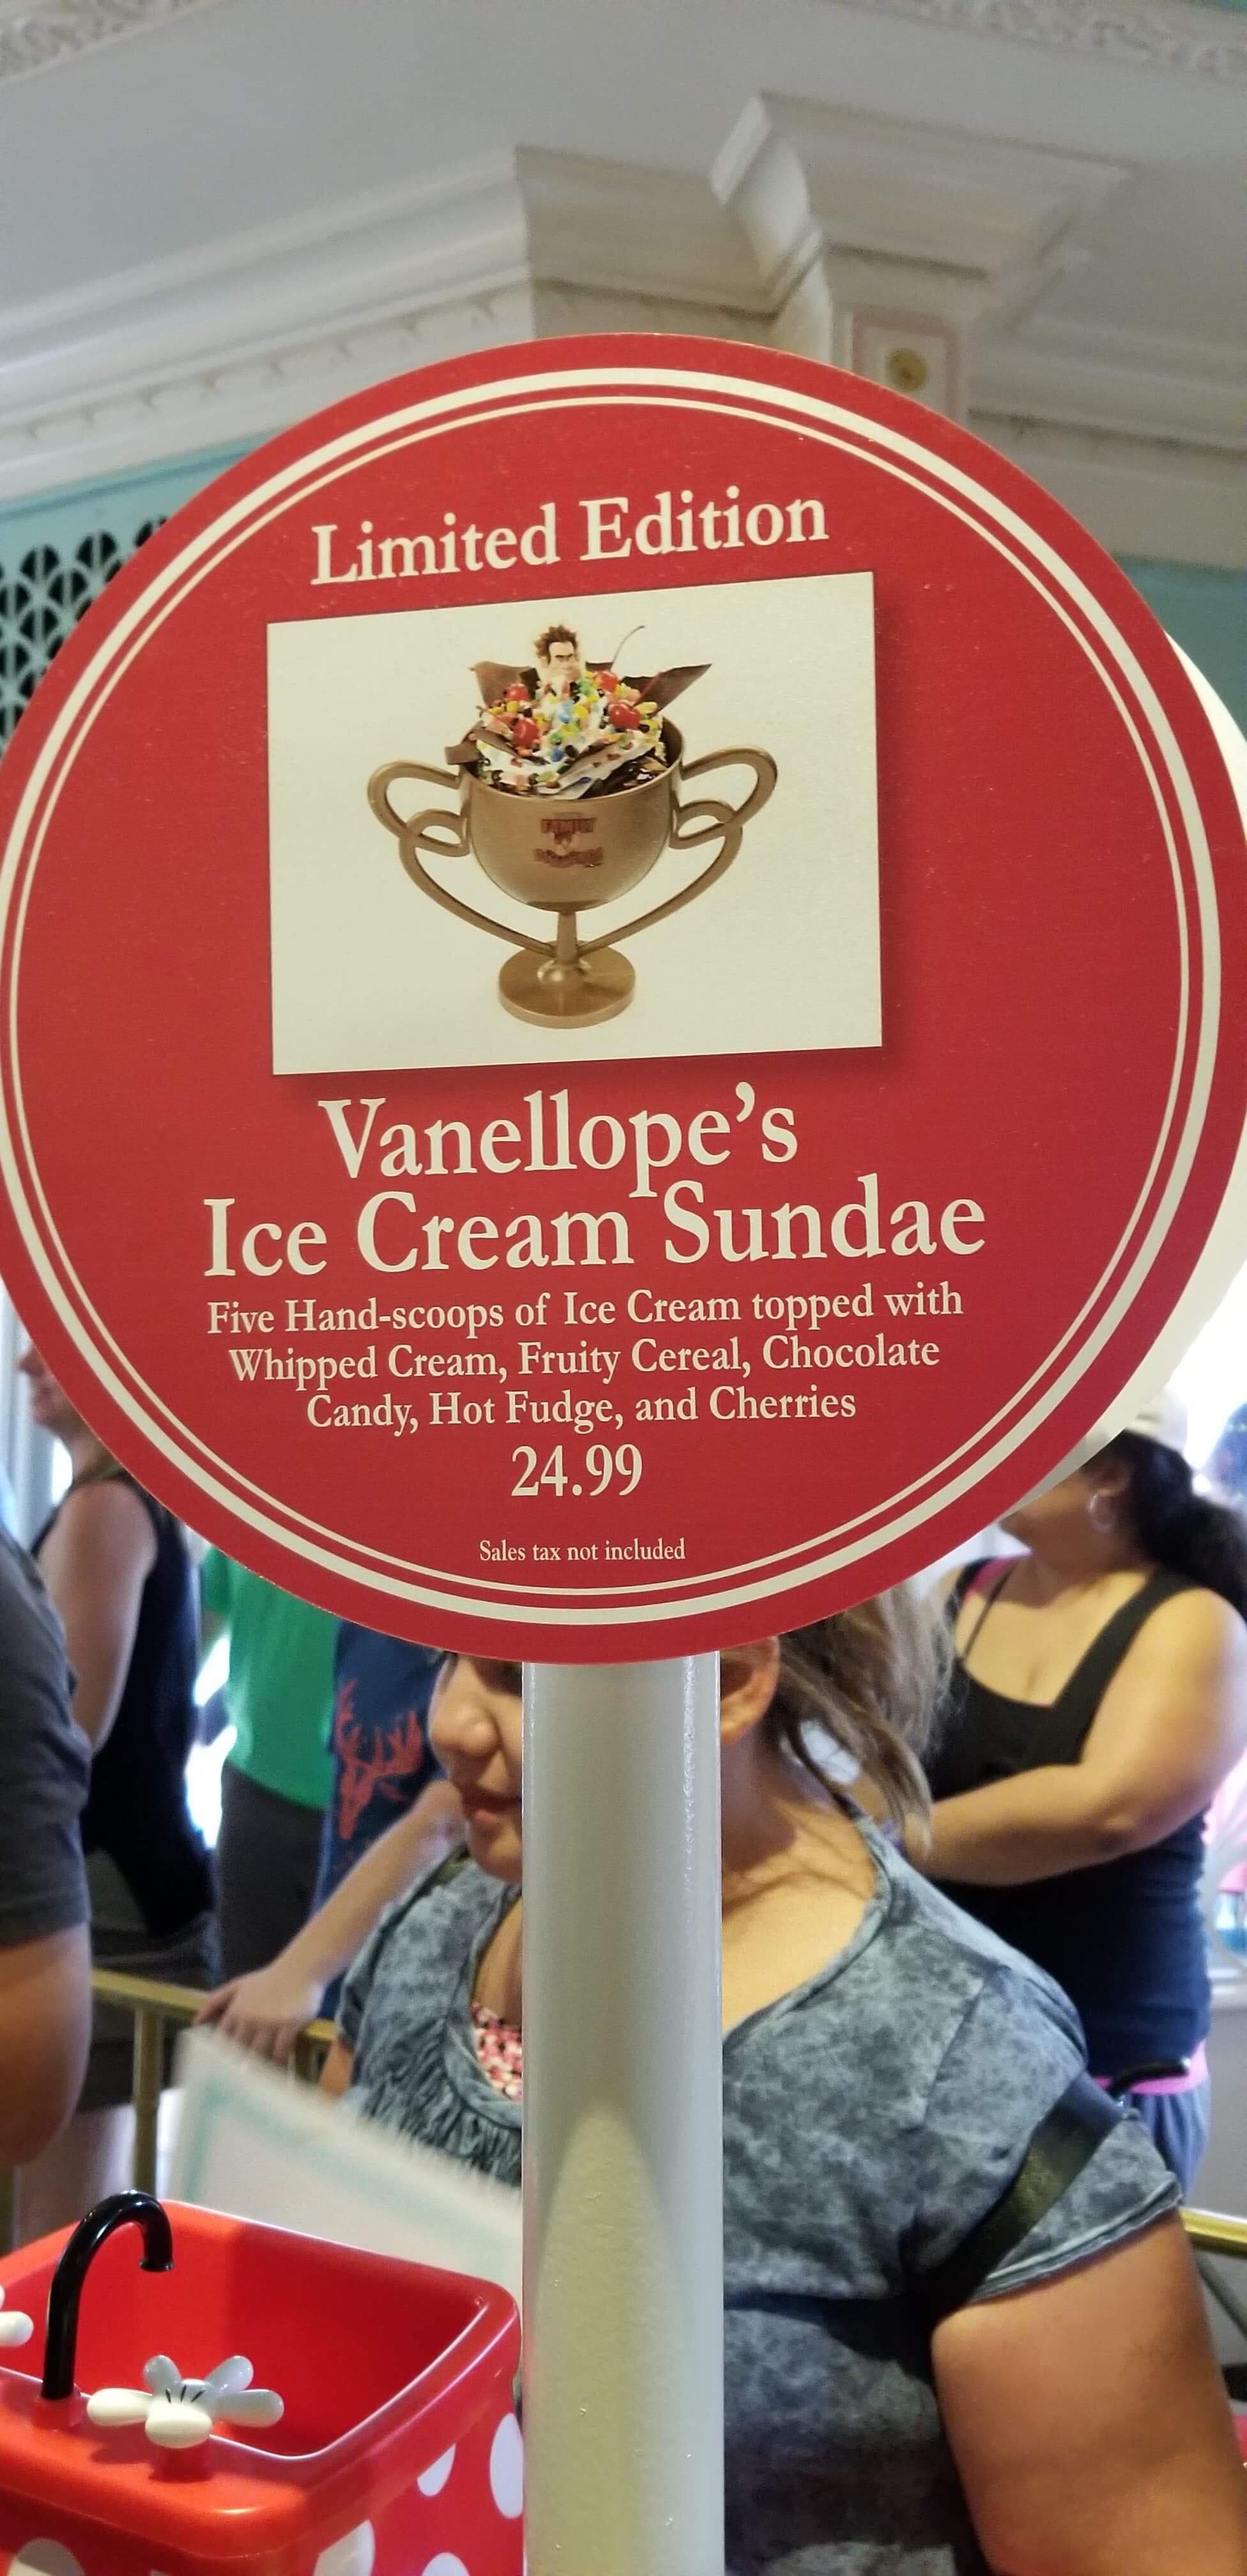 Limited Edition
Vanellope's
Ice Cream Sundae
Five Hand-scoops of Ice Cream topped with
Whipped Cream, Fruity Cereal, Chocolate
Candy, Hot Fudge, and Cherries
24.99
Sales tax not included